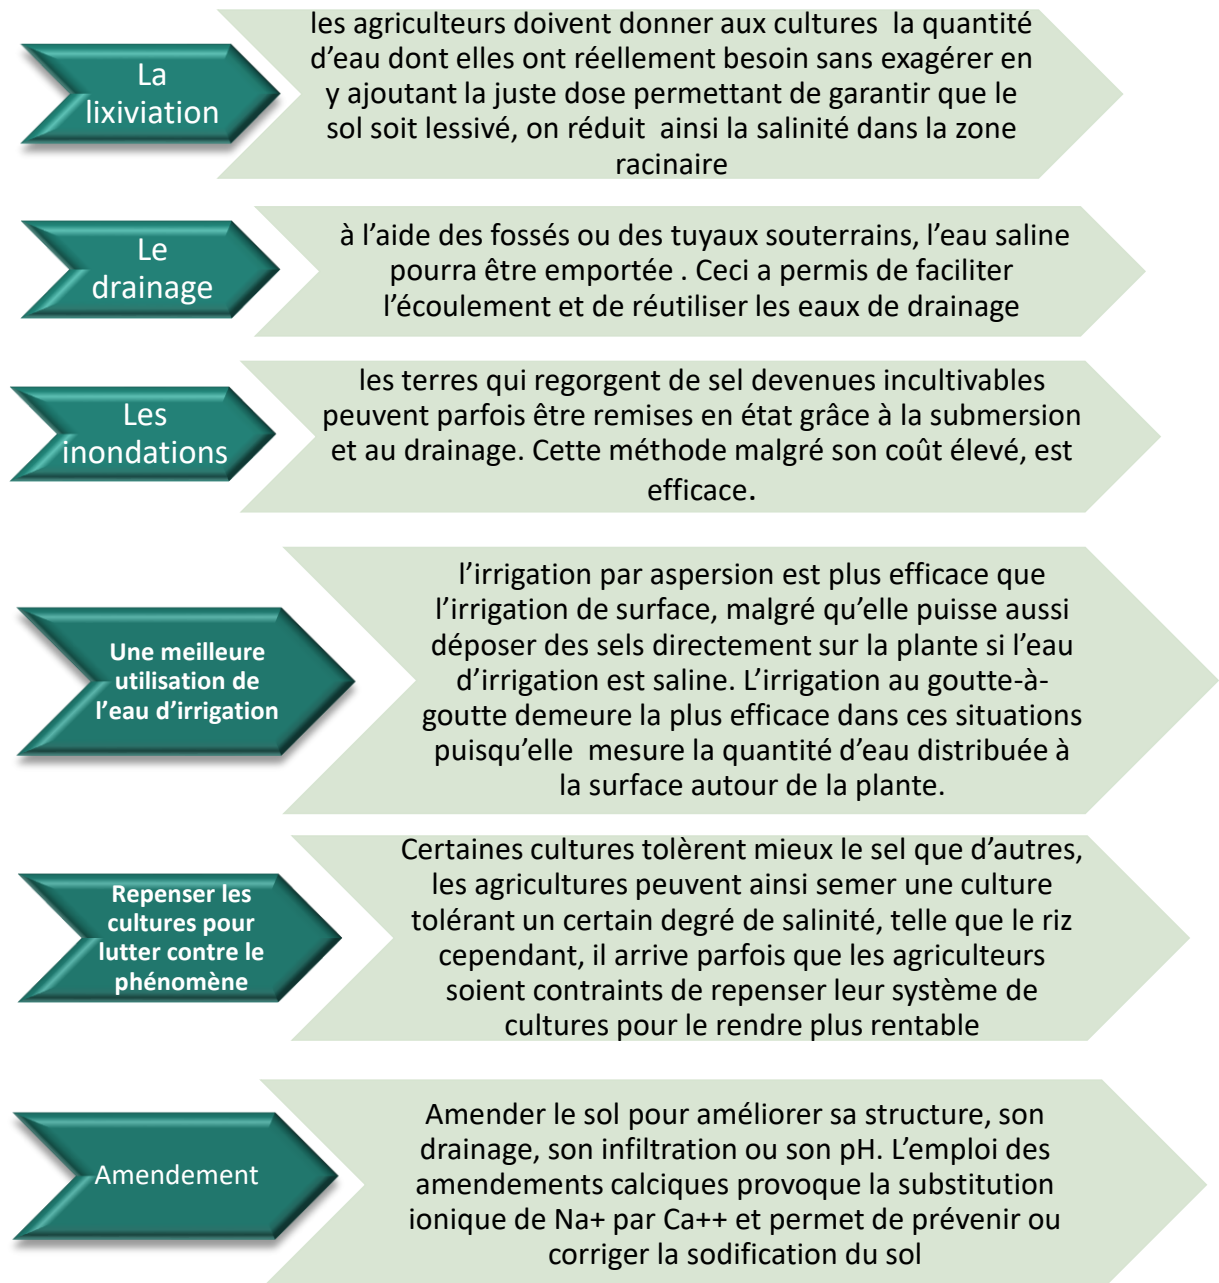 La
lixiviation
les agriculteurs doivent donner aux cultures la quantité
d’eau dont elles ont réellement besoin sans exagérer en
y ajoutant la juste dose permettant de garantir que le
sol soit lessivé, on réduit ainsi la salinité dans la zone
racinaire
Le
drainage
à l’aide des fossés ou des tuyaux souterrains, l’eau saline
pourra être emportée . Ceci a permis de faciliter
l’écoulement et de réutiliser les eaux de drainage
Les
inondations
les terres qui regorgent de sel devenues incultivables
peuvent parfois être remises en état grâce à la submersion
et au drainage. Cette méthode malgré son coût élevé, est
efficace.
Une meilleure
utilisation de
l’eau d’irrigation
l’irrigation par aspersion est plus efficace que
l’irrigation de surface, malgré qu’elle puisse aussi
déposer des sels directement sur la plante si l’eau
d’irrigation est saline. L’irrigation au goutte-à-
goutte demeure la plus efficace dans ces situations
puisqu’elle mesure la quantité d’eau distribuée à
la surface autour de la plante.
Repenser les
cultures pour
lutter contre le
phénomène
Certaines cultures tolèrent mieux le sel que d’autres,
les agricultures peuvent ainsi semer une culture
tolérant un certain degré de salinité, telle que le riz
cependant, il arrive parfois que les agriculteurs
soient contraints de repenser leur système de
cultures pour le rendre plus rentable
Amendement
Amender le sol pour améliorer sa structure, son
drainage, son infiltration ou son pH. L’emploi des
amendements calciques provoque la substitution
ionique de Na+ par Ca++ et permet de prévenir ou
corriger la sodification du sol